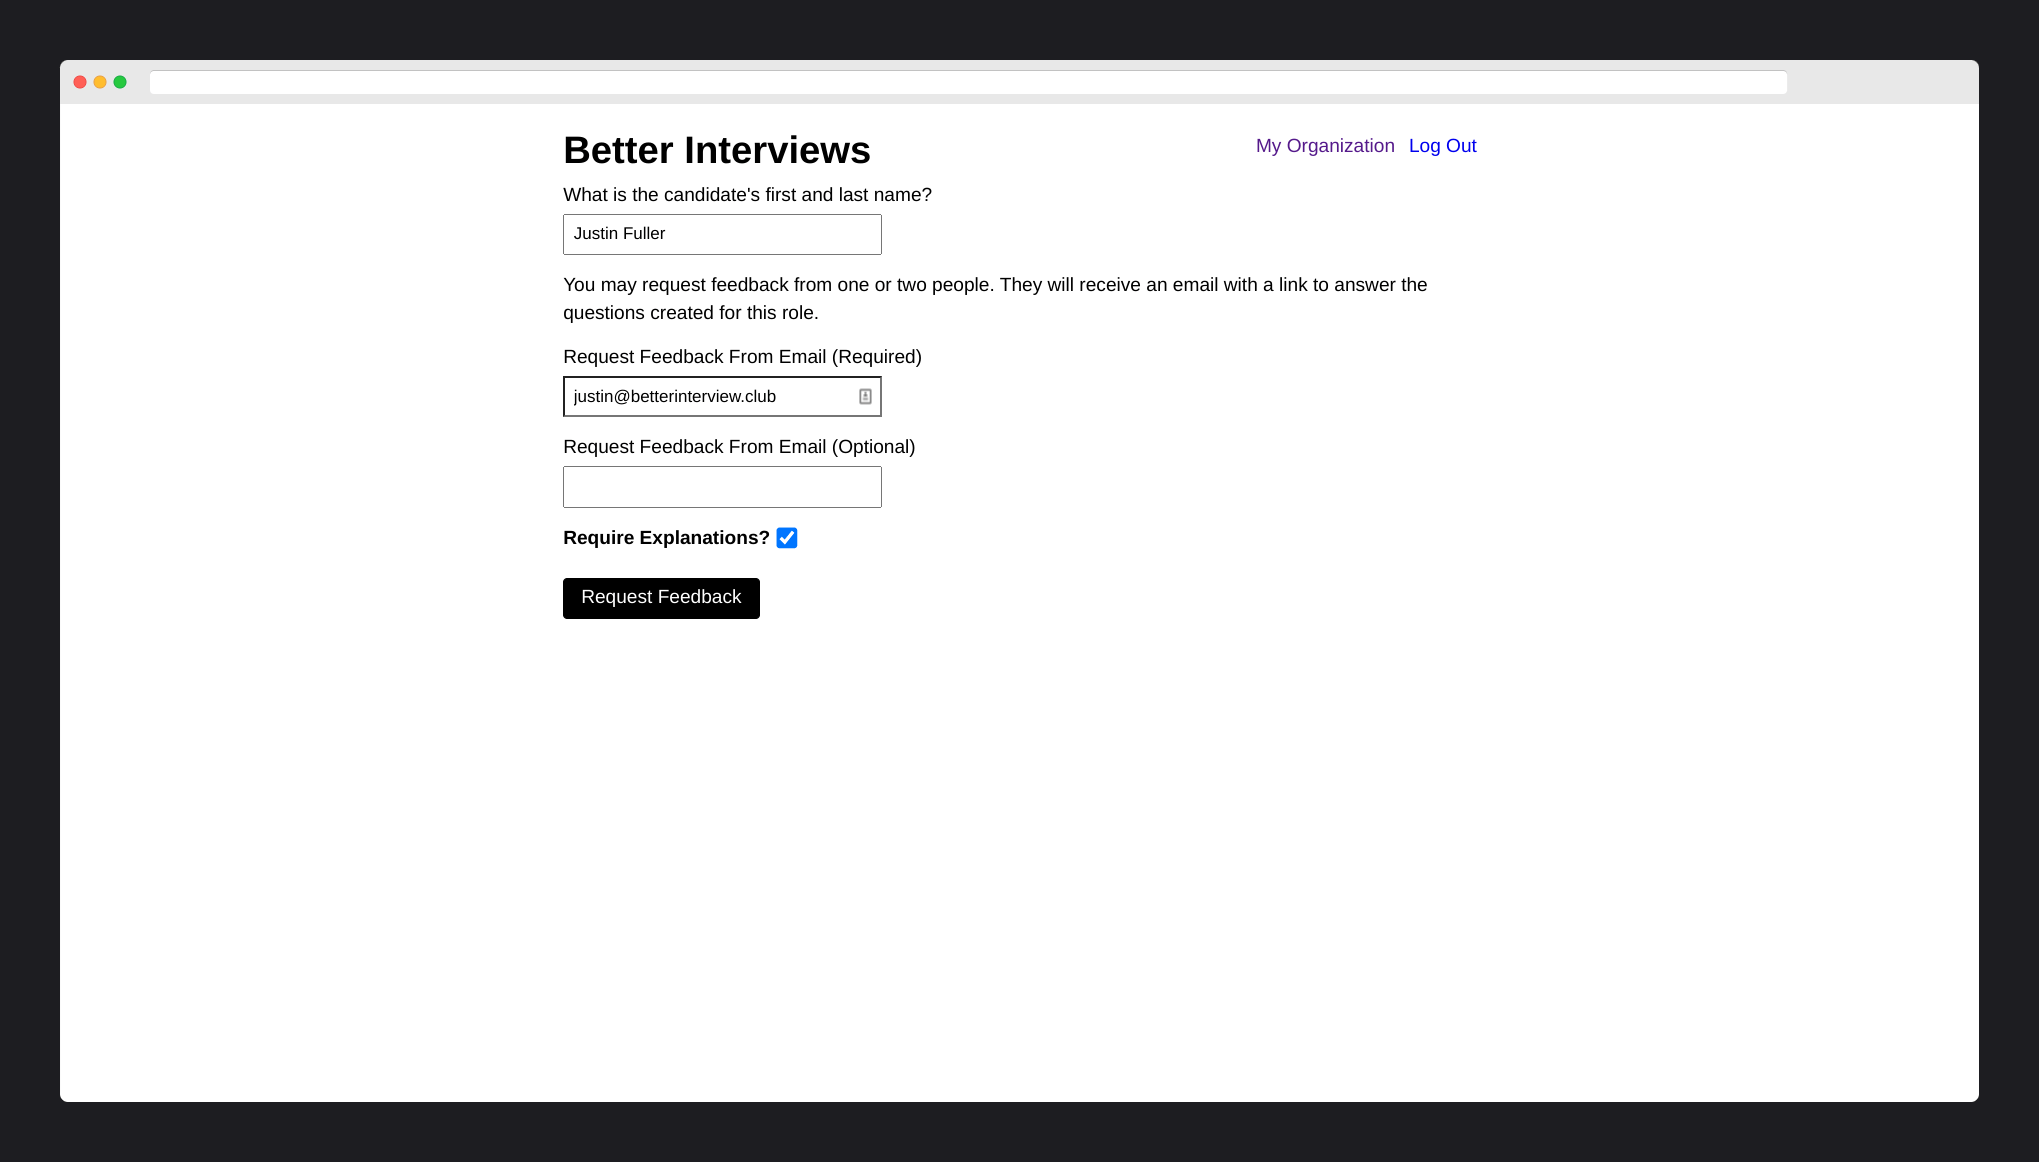 Better Interviews
My Organization Log Out
What is the candidate's first and last name?
Justin Fuller
You may request feedback from one or two people. They will receive an email with a link to answer the
questions created for this role.
Request Feedback From Email (Required)
justin@betterinterview.club
Request Feedback From Email (Optional)
Require Explanations?
Request Feedback